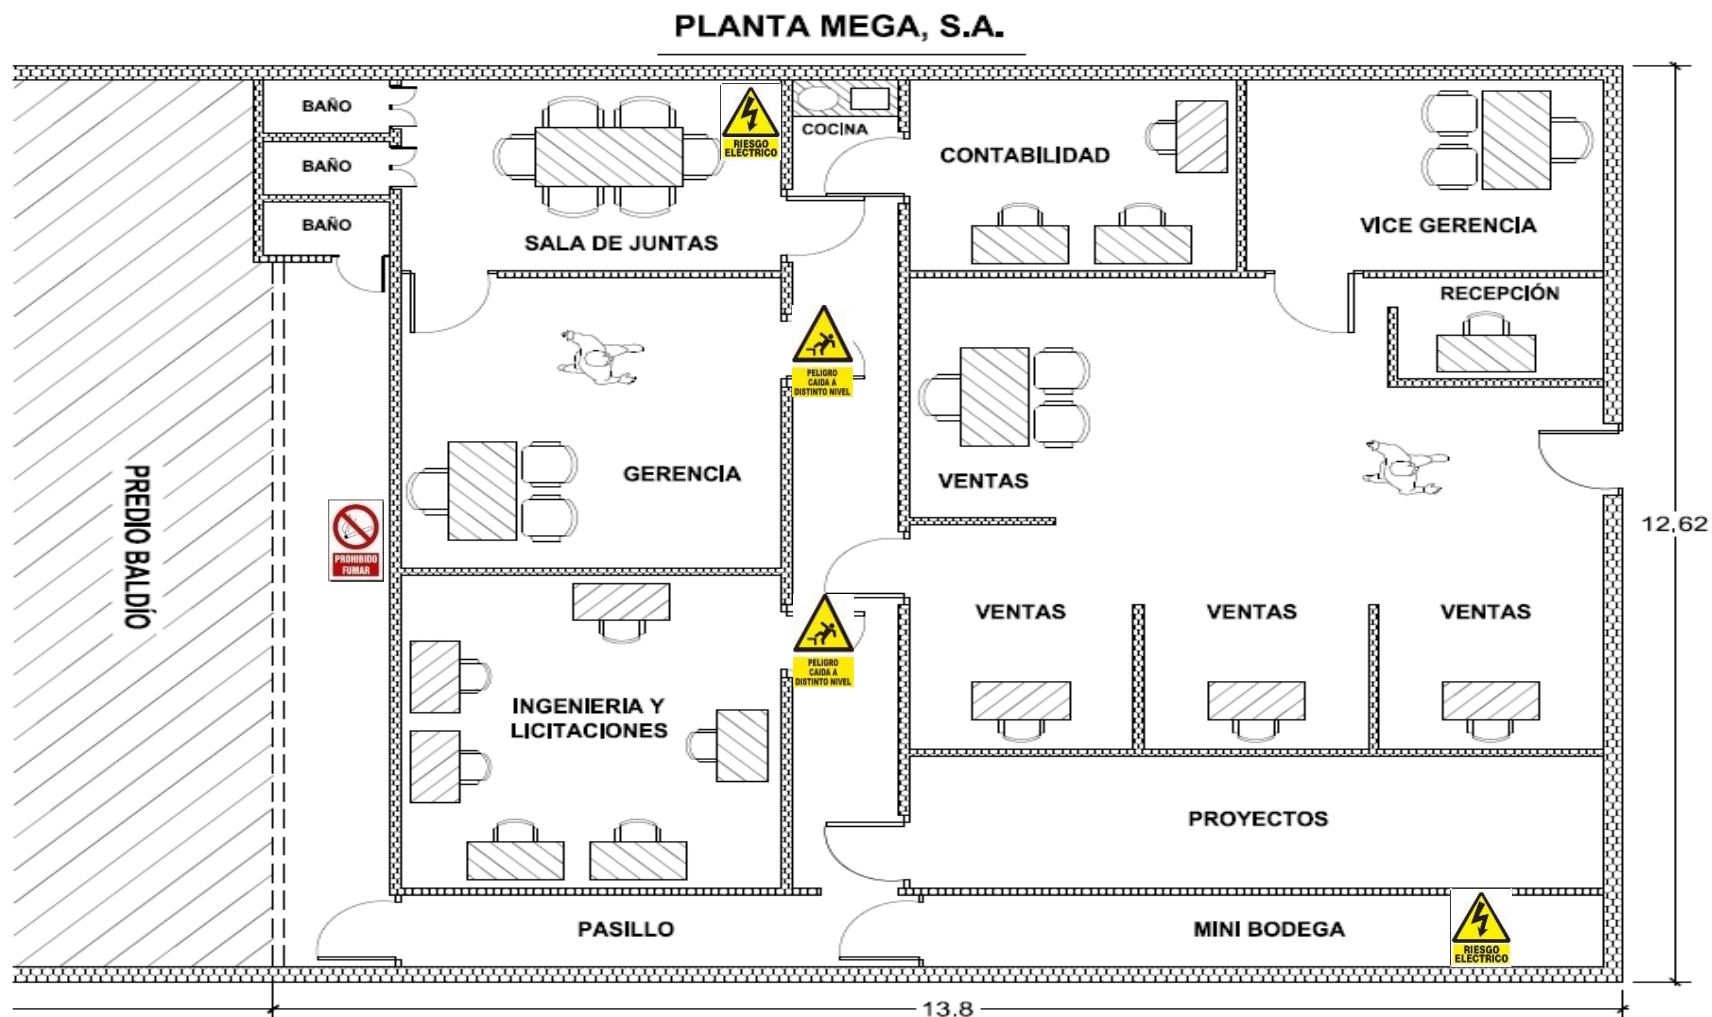 PLANTA MEGA, S.A.
BAÑO
BAÑO
BAÑO
SALA DE JUNTAS
RIESGO
ELECTRICO
COCINA
CONTABILIDAD
VICE GERENCIA
RECEPCIÓN
PELIGRO
CAIDA A
DISTINTO NIVEL
GERENCIA
VENTAS
PREDIO BALDÍO
PROHIBIDO
FUMAR
12.62
VENTAS
VENTAS
VENTAS
PELIGRO
CAIDA A
DISTINTO NIVEL
INGENIERIA Y
LICITACIONES
PROYECTOS
PASILLO
MINI BODEGA
RIESGO
ELECTRICO
13.8